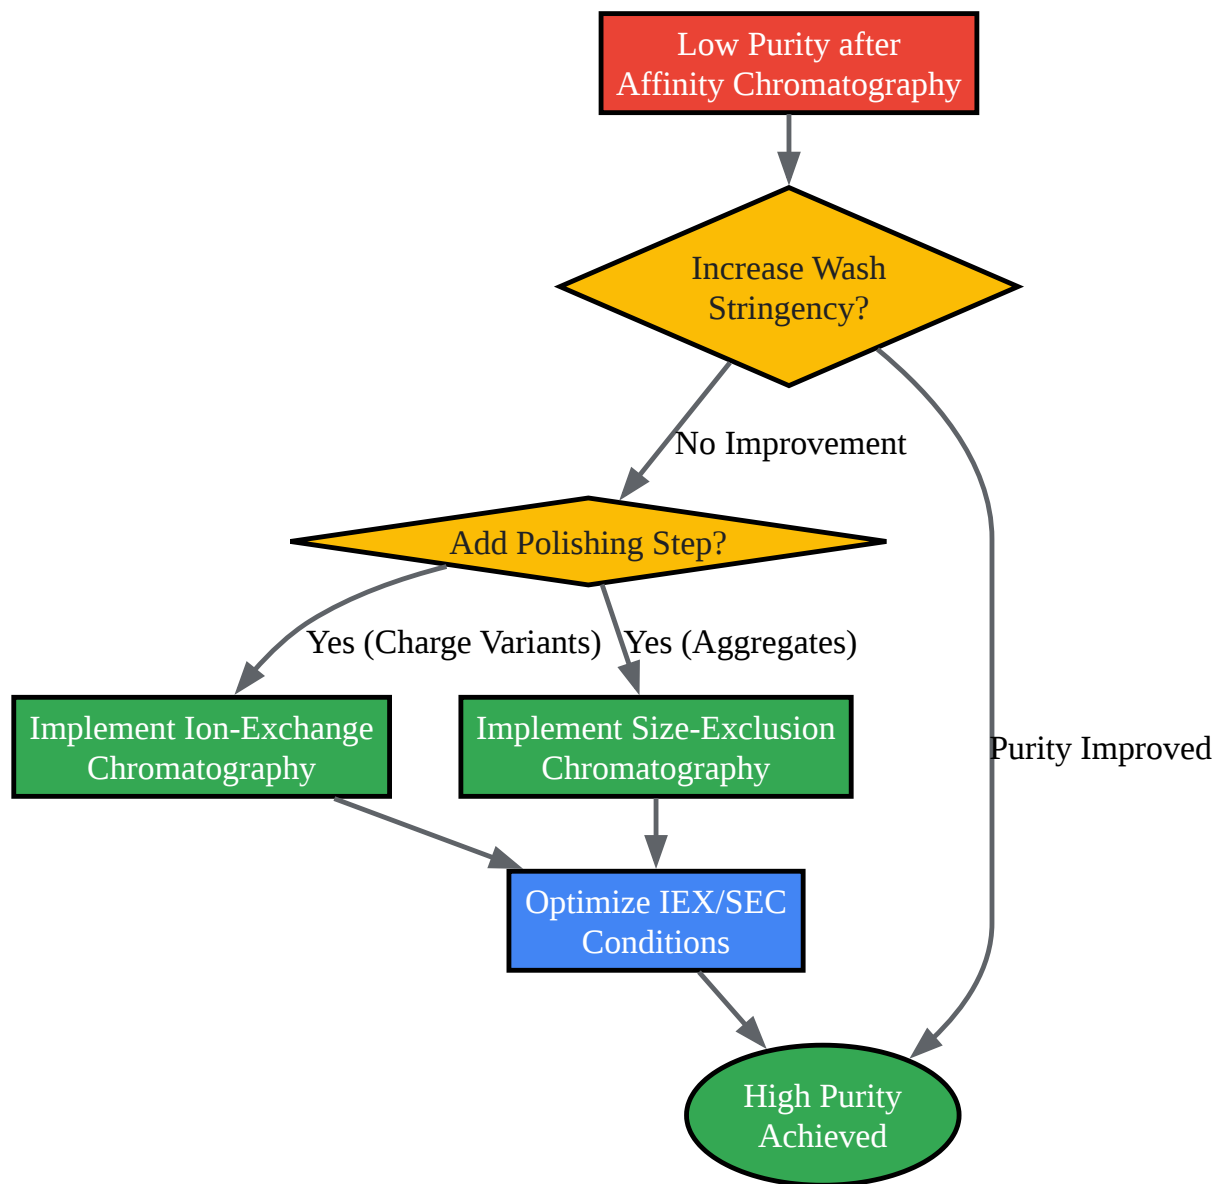 Low Purity after
Affinity Chromatography
Increase Wash
Stringency?
No Improvement
Add Polishing Step?
Yes (Charge Variants)
Yes (Aggregates)
Implement Ion-Exchange
Chromatography
Implement Size-Exclusion
Chromatography
Purity Improved
Optimize IEX/SEC
Conditions
High Purity
Achieved